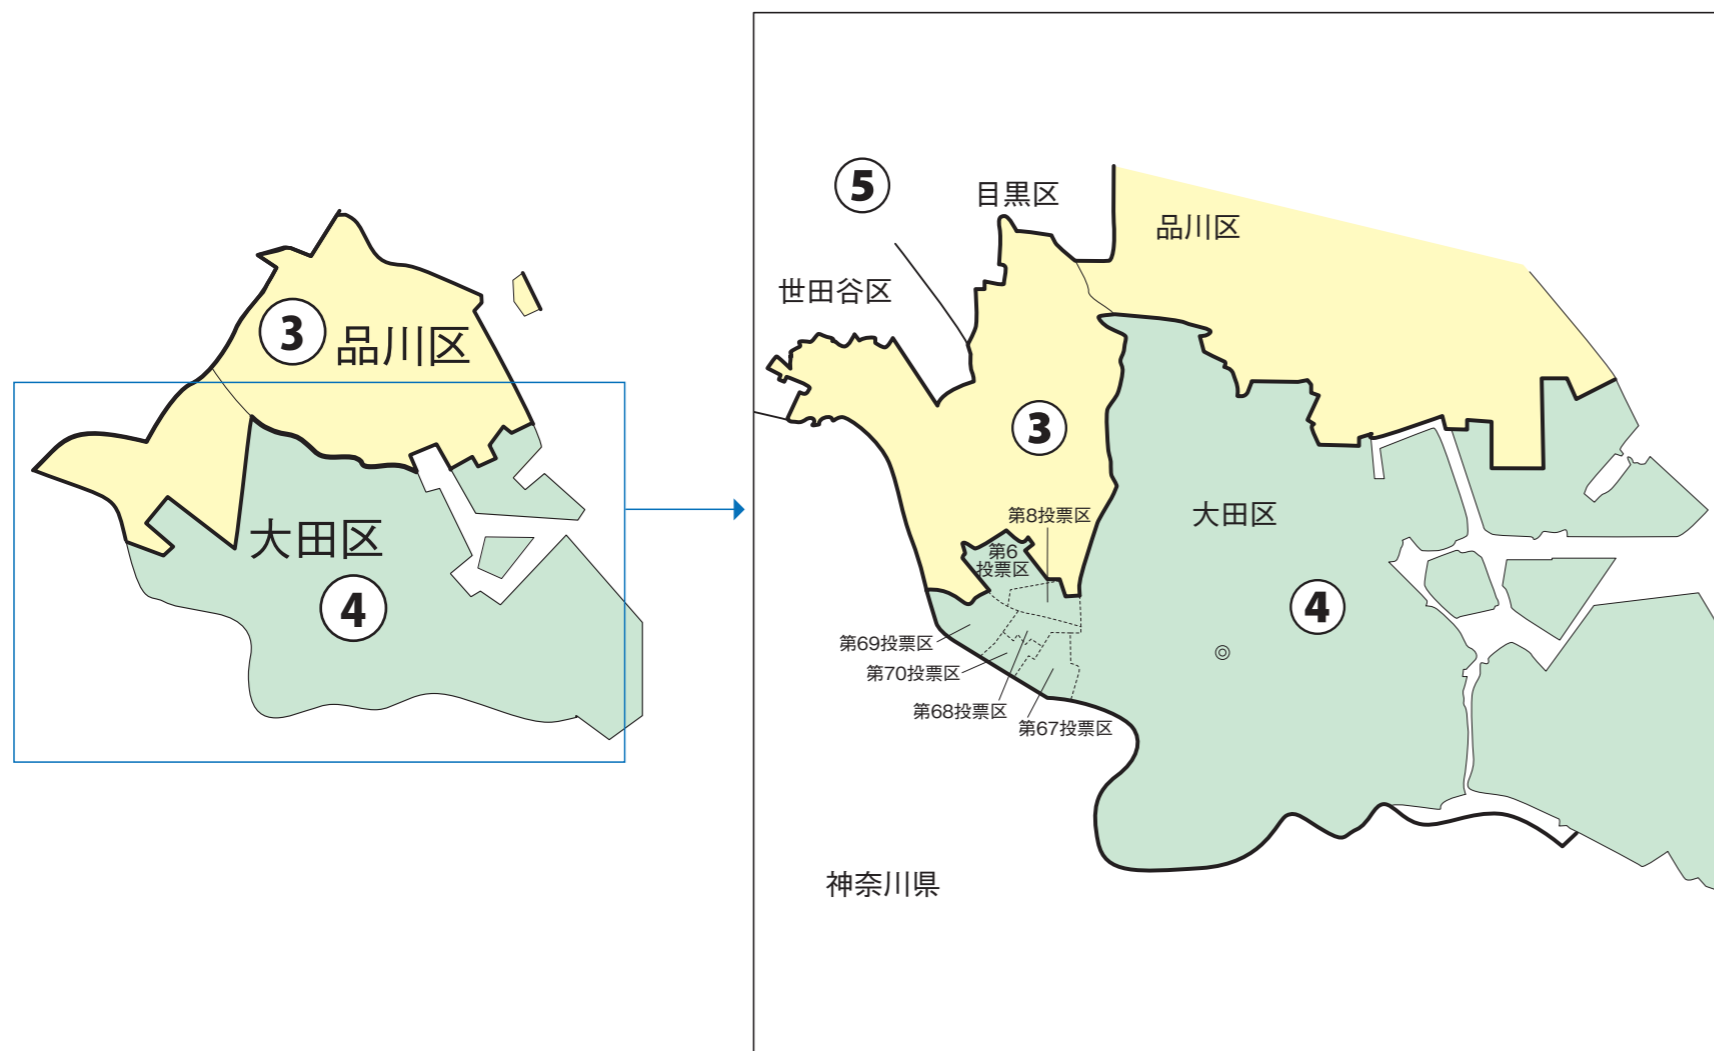 3
品川区
大田区
4
5
目黒区
品川区
世田谷区
3
第8投票区
大田区
第6
投票区
4
第69投票区
第70投票区
第68投票区
第67投票区
神奈川県